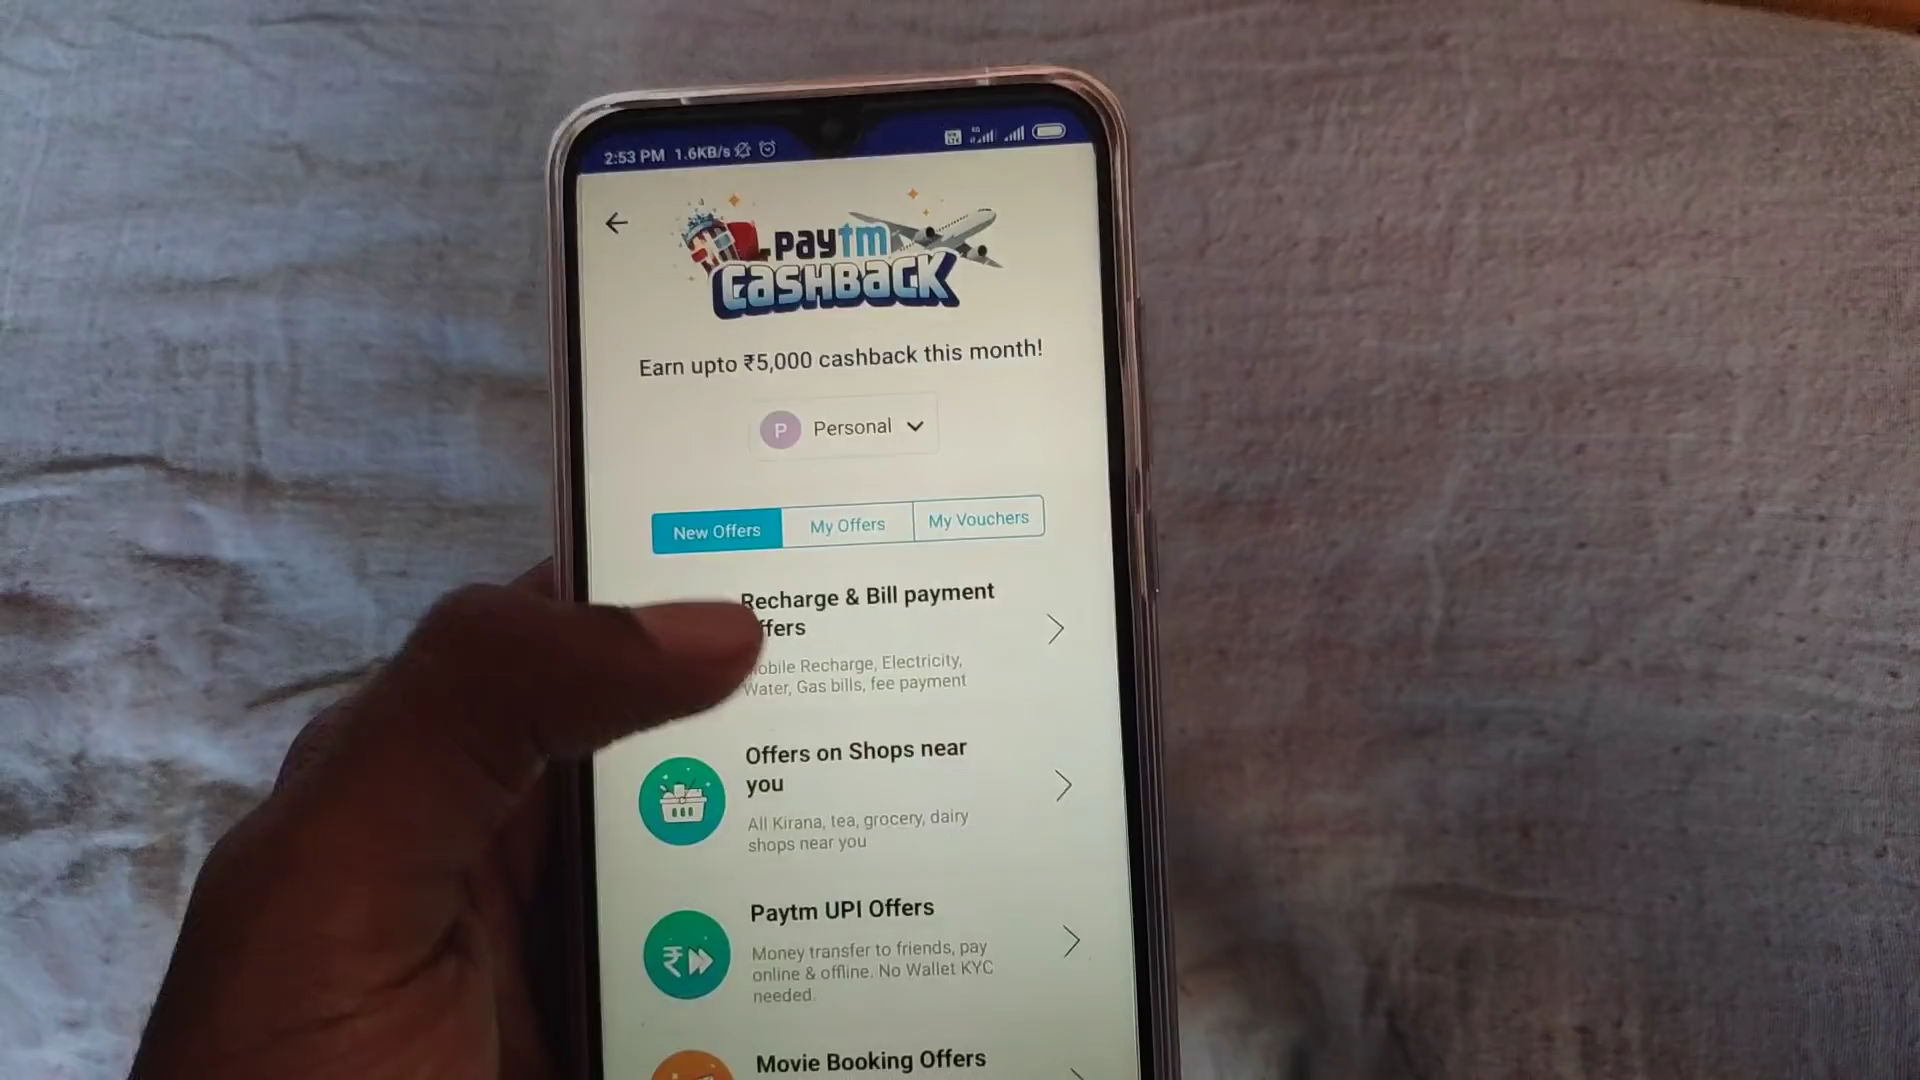 2:53 PM 1.6KB/s
paytm
CASHBACK
Earn upto ₹5,000 cashback this month!
P Personal
New Offers My Offers My Vouchers
Recharge & Bill payment
ffers
obile Recharge, Electricity,
Water, Gas bills, fee payment
Offers on Shops near
you
All Kirana, tea, grocery, dairy
shops near you
Paytm UPI Offers
Money transfer to friends, pay
online & offline. No Wallet KYC
needed.
Movie Booking Offers